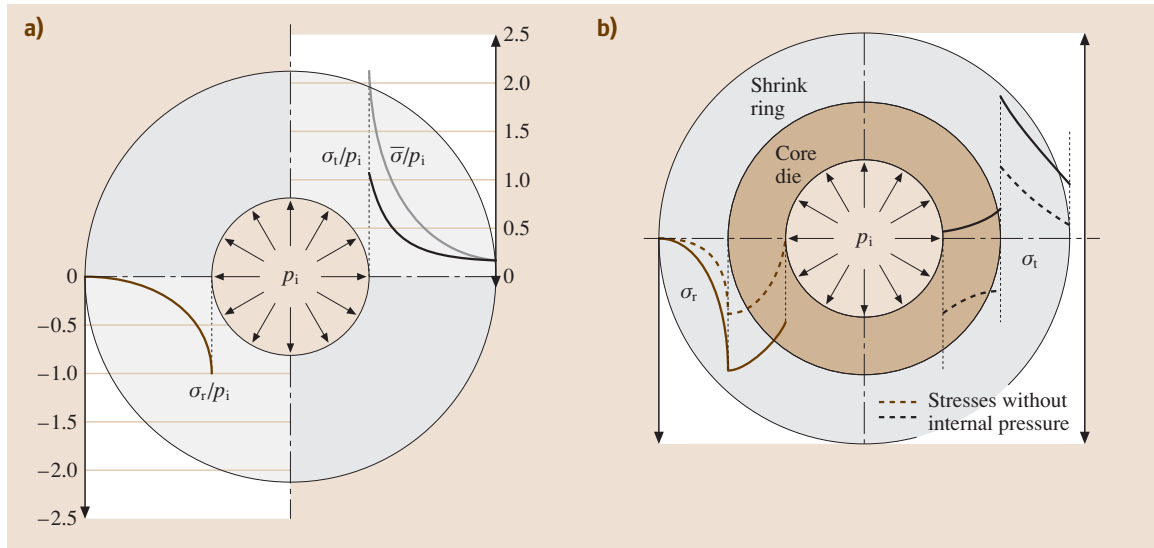 a)
2.5
2.0
1.5
1.0
0.5
0
σt/pi
σ̅/pi
pi
0
−0.5
−1.0
−1.5
−2.0
−2.5
σr/pi
b)
Shrink
ring
Core
die
pi
σr
σt
Stresses without
internal pressure